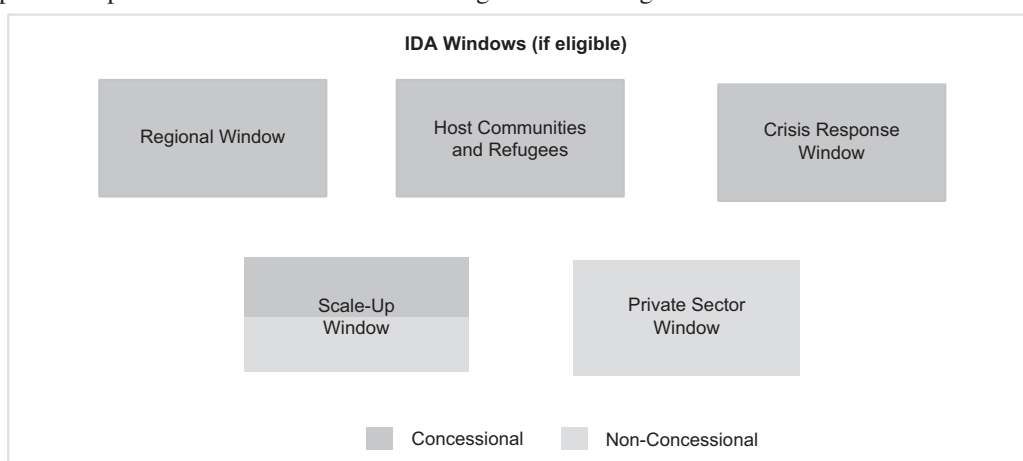 IDA Windows (if eligible)
Regional Window
Host Communities
and Refugees
Crisis Response
Window
Scale-Up
Window
Private Sector
Window
Concessional
Non-Concessional